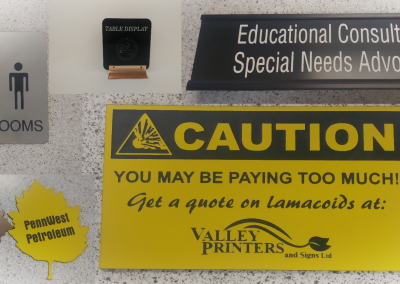 TABLE DISPLAY
Educational Consult
Special Needs Advo
OOMS
CAUTION
YOU MAY BE PAYING TOO MUCH!
Get a quote on Lamacoids at:
VALLEY
PRINTERS
and Signs Ltd
PennWest
Petroleum